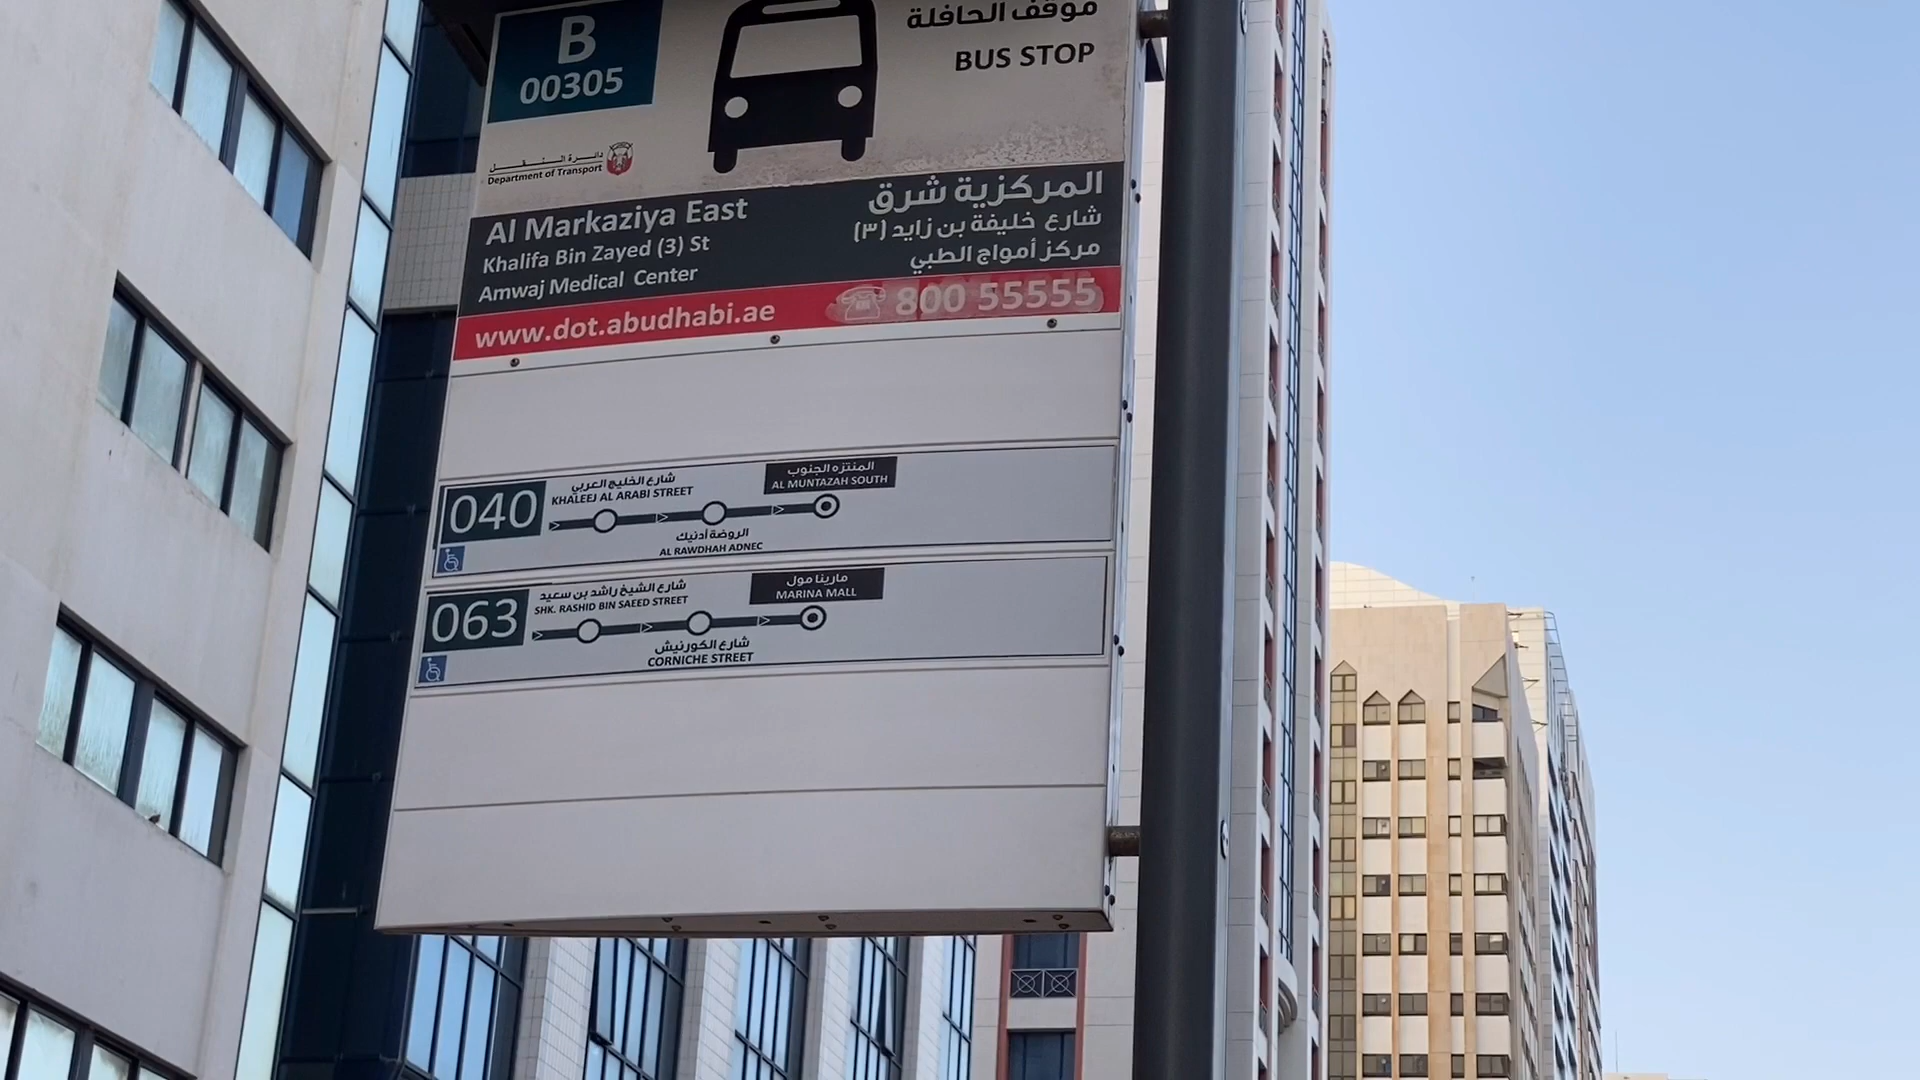 B
00305
موقف الحافلة
BUS STOP
دائرة النقل
Department of Transport
Al Markaziya East
Khalifa Bin Zayed (3) St
Amwaj Medical Center
المركزية شرق
شارع خليفة بن زايد (٣)
مركز أمواج الطبي
www.dot.abudhabi.ae
800 55555
040
شارع الخليج العربي
KHALEEJ AL ARABI STREET
الروضة أدنيك
AL RAWDHAH ADNEC
المنتزه الجنوب
AL MUNTAZAH SOUTH
063
شارع الشيخ راشد بن سعيد
SHK. RASHID BIN SAEED STREET
شارع الكورنيش
CORNICHE STREET
مارينا مول
MARINA MALL